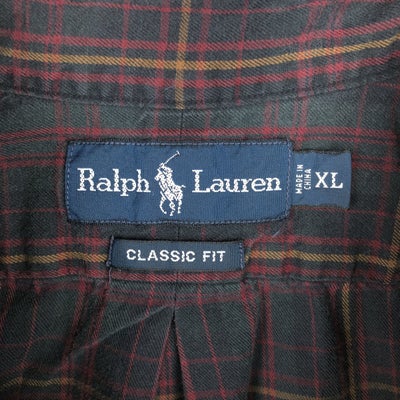 Ralph Lauren
MADE IN
CHINA
XL
CLASSIC FIT